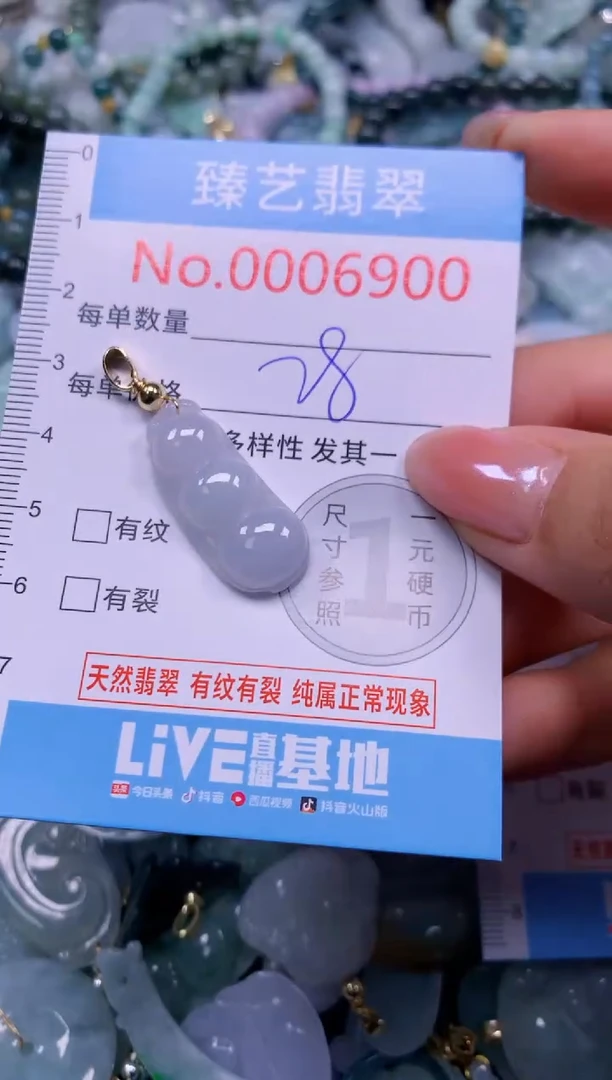 0
臻艺翡翠
1
No.0006900
2
每单数量
28
3
每单价格
4
多样性 发其一
5
有纹
尺寸参照
1
一元硬币
6
有裂
7
天然翡翠 有纹有裂 纯属正常现象
LiVE直播基地
头条 今日头条 抖音 西瓜视频 抖音火山版